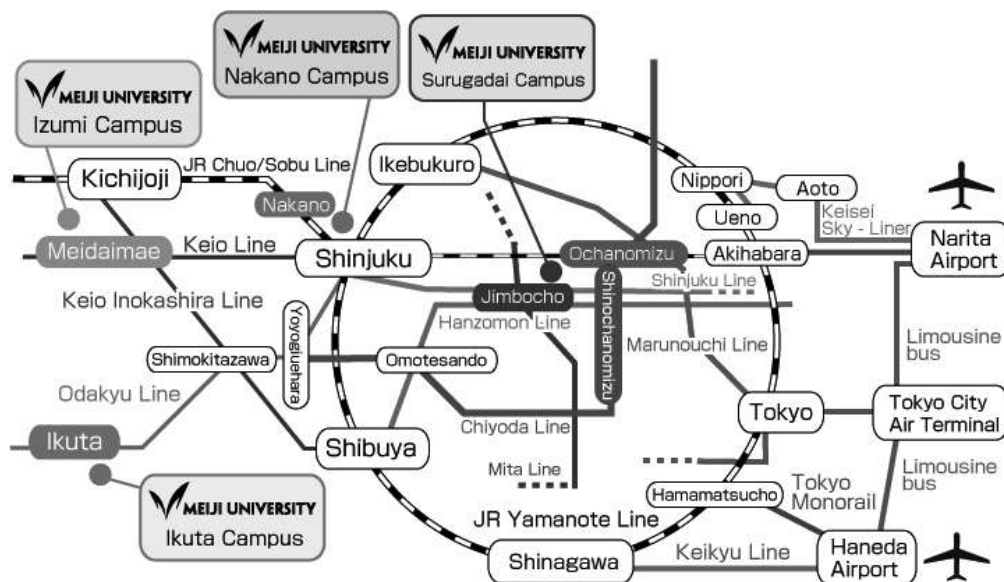 MEIJI UNIVERSITY
Nakano Campus
MEIJI UNIVERSITY
Surugadai Campus
MEIJI UNIVERSITY
Izumi Campus
JR Chuo/Sobu Line
Kichijoji
Ikebukuro
Nippori
Aoto
Nakano
Ueno
Keisei
Sky - Liner
Meidaimae
Keio Line
Shinjuku
Ochanomizu
Akihabara
Narita
Airport
Shinjuku Line
Keio Inokashira Line
Jimbocho
Shinochanomizu
Hanzomon Line
Yoyogiuehara
Marunouchi Line
Limousine
bus
Shimokitazawa
Omotesando
Odakyu Line
Tokyo
Tokyo City
Air Terminal
Chiyoda Line
Ikuta
Shibuya
Mita Line
Limousine
bus
Tokyo
Monorail
Hamamatsucho
MEIJI UNIVERSITY
Ikuta Campus
JR Yamanote Line
Shinagawa
Keikyu Line
Haneda
Airport